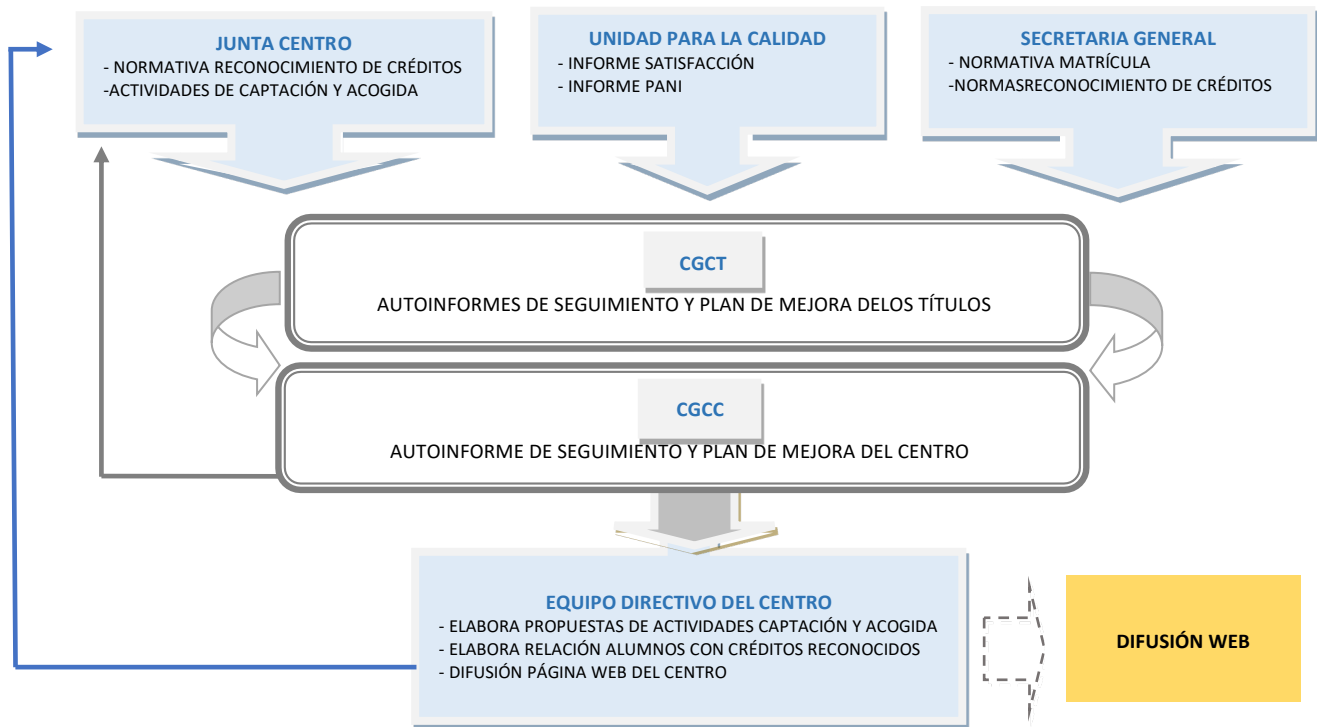 JUNTA CENTRO
- NORMATIVA RECONOCIMIENTO DE CRÉDITOS
-ACTIVIDADES DE CAPTACIÓN Y ACOGIDA
UNIDAD PARA LA CALIDAD
- INFORME SATISFACCIÓN
- INFORME PANI
SECRETARIA GENERAL
- NORMATIVA MATRÍCULA
-NORMASRECONOCIMIENTO DE CRÉDITOS
CGCT
AUTOINFORMES DE SEGUIMIENTO Y PLAN DE MEJORA DELOS TÍTULOS
CGCC
AUTOINFORME DE SEGUIMIENTO Y PLAN DE MEJORA DEL CENTRO
EQUIPO DIRECTIVO DEL CENTRO
- ELABORA PROPUESTAS DE ACTIVIDADES CAPTACIÓN Y ACOGIDA
- ELABORA RELACIÓN ALUMNOS CON CRÉDITOS RECONOCIDOS
- DIFUSIÓN PÁGINA WEB DEL CENTRO
DIFUSIÓN WEB